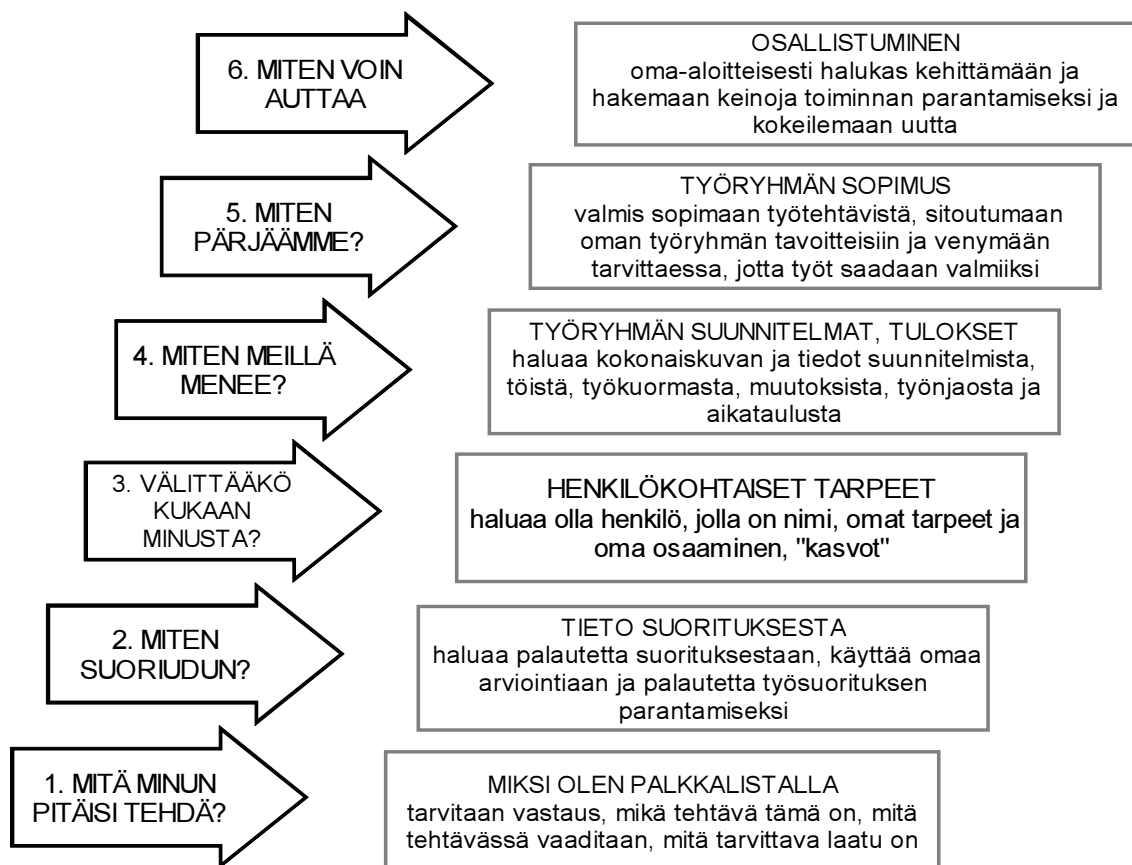 6. MITEN VOIN
AUTTAA
OSALLISTUMINEN
oma-aloitteisesti halukas kehittämään ja
hakemaan keinoja toiminnan parantamiseksi ja
kokeilemaan uutta
5. MITEN
PÄRJÄÄMME?
TYÖRYHMÄN SOPIMUS
valmis sopimaan työtehtävistä, sitoutumaan
oman työryhmän tavoitteisiin ja venymään
tarvittaessa, jotta työt saadaan valmiiksi
4. MITEN MEILLÄ
MENEE?
TYÖRYHMÄN SUUNNITELMAT, TULOKSET
haluaa kokonaiskuvan ja tiedot suunnitelmista,
töistä, työkuormasta, muutoksista, työnjaosta ja
aikataulusta
3. VÄLITTÄÄKÖ
KUKAAN
MINUSTA?
HENKILÖKOHTAISET TARPEET
haluaa olla henkilö, jolla on nimi, omat tarpeet ja
oma osaaminen, "kasvot"
2. MITEN
SUORIUDUN?
TIETO SUORITUKSESTA
haluaa palautetta suorituksestaan, käyttää omaa
arviointiaan ja palautetta työsuorituksen
parantamiseksi
1. MITÄ MINUN
PITÄISI TEHDÄ?
MIKSI OLEN PALKKALISTALLA
tarvitaan vastaus, mikä tehtävä tämä on, mitä
tehtävässä vaaditaan, mitä tarvittava laatu on